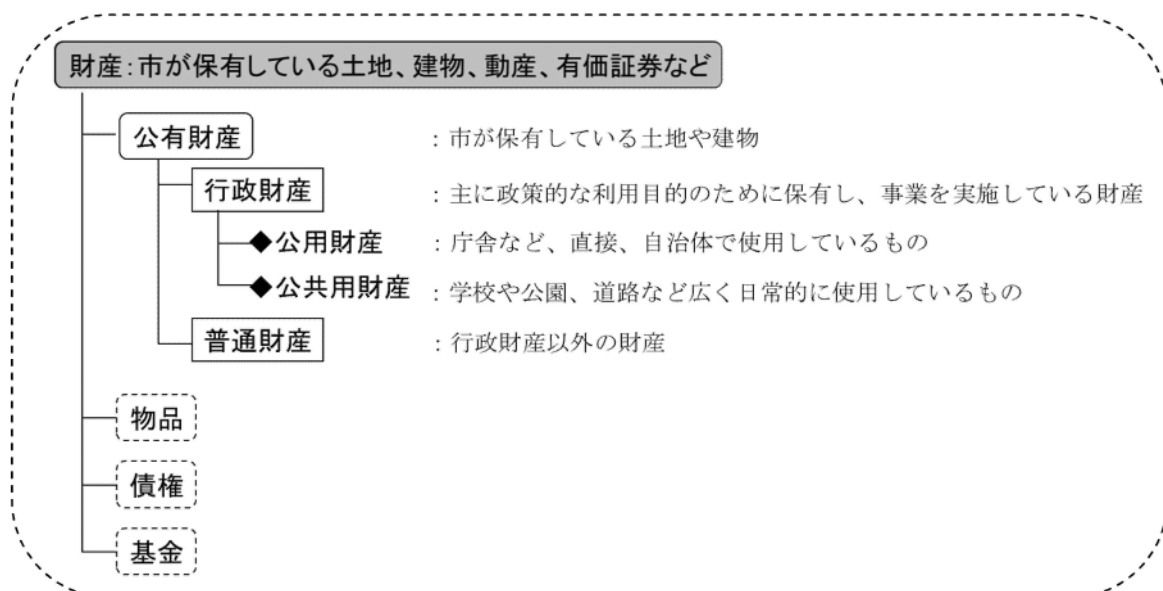 財産：市が保有している土地、建物、動産、有価証券など
公有財産 ：市が保有している土地や建物
行政財産 ：主に政策的な利用目的のために保有し、事業を実施している財産
◆公用財産 ：庁舎など、直接、自治体で使用しているもの
◆公共用財産 ：学校や公園、道路など広く日常的に使用しているもの
普通財産 ：行政財産以外の財産
物品
債権
基金